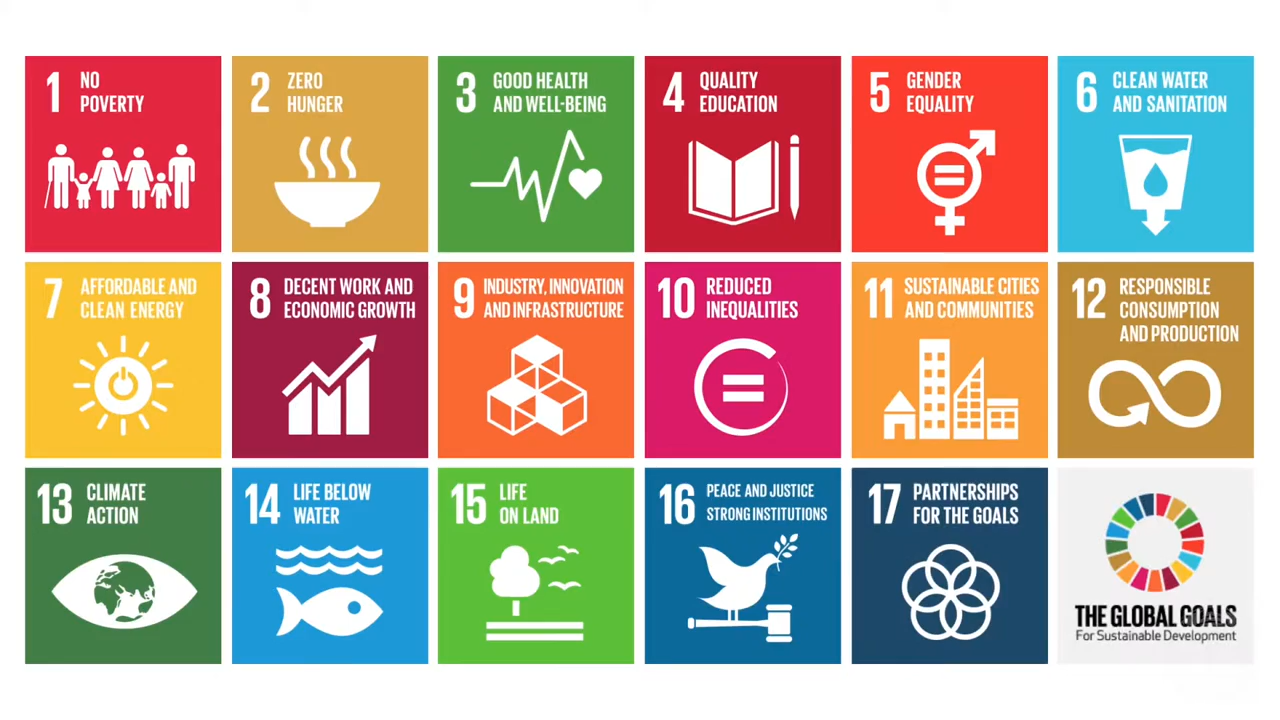 1 NO
POVERTY
2 ZERO
HUNGER
3 GOOD HEALTH
AND WELL-BEING
4 QUALITY
EDUCATION
5 GENDER
EQUALITY
6 CLEAN WATER
AND SANITATION
7 AFFORDABLE AND
CLEAN ENERGY
8 DECENT WORK AND
ECONOMIC GROWTH
9 INDUSTRY, INNOVATION
AND INFRASTRUCTURE
10 REDUCED
INEQUALITIES
11 SUSTAINABLE CITIES
AND COMMUNITIES
12 RESPONSIBLE
CONSUMPTION
AND PRODUCTION
13 CLIMATE
ACTION
14 LIFE BELOW
WATER
15 LIFE
ON LAND
16 PEACE AND JUSTICE
STRONG INSTITUTIONS
17 PARTNERSHIPS
FOR THE GOALS
THE GLOBAL GOALS
For Sustainable Development